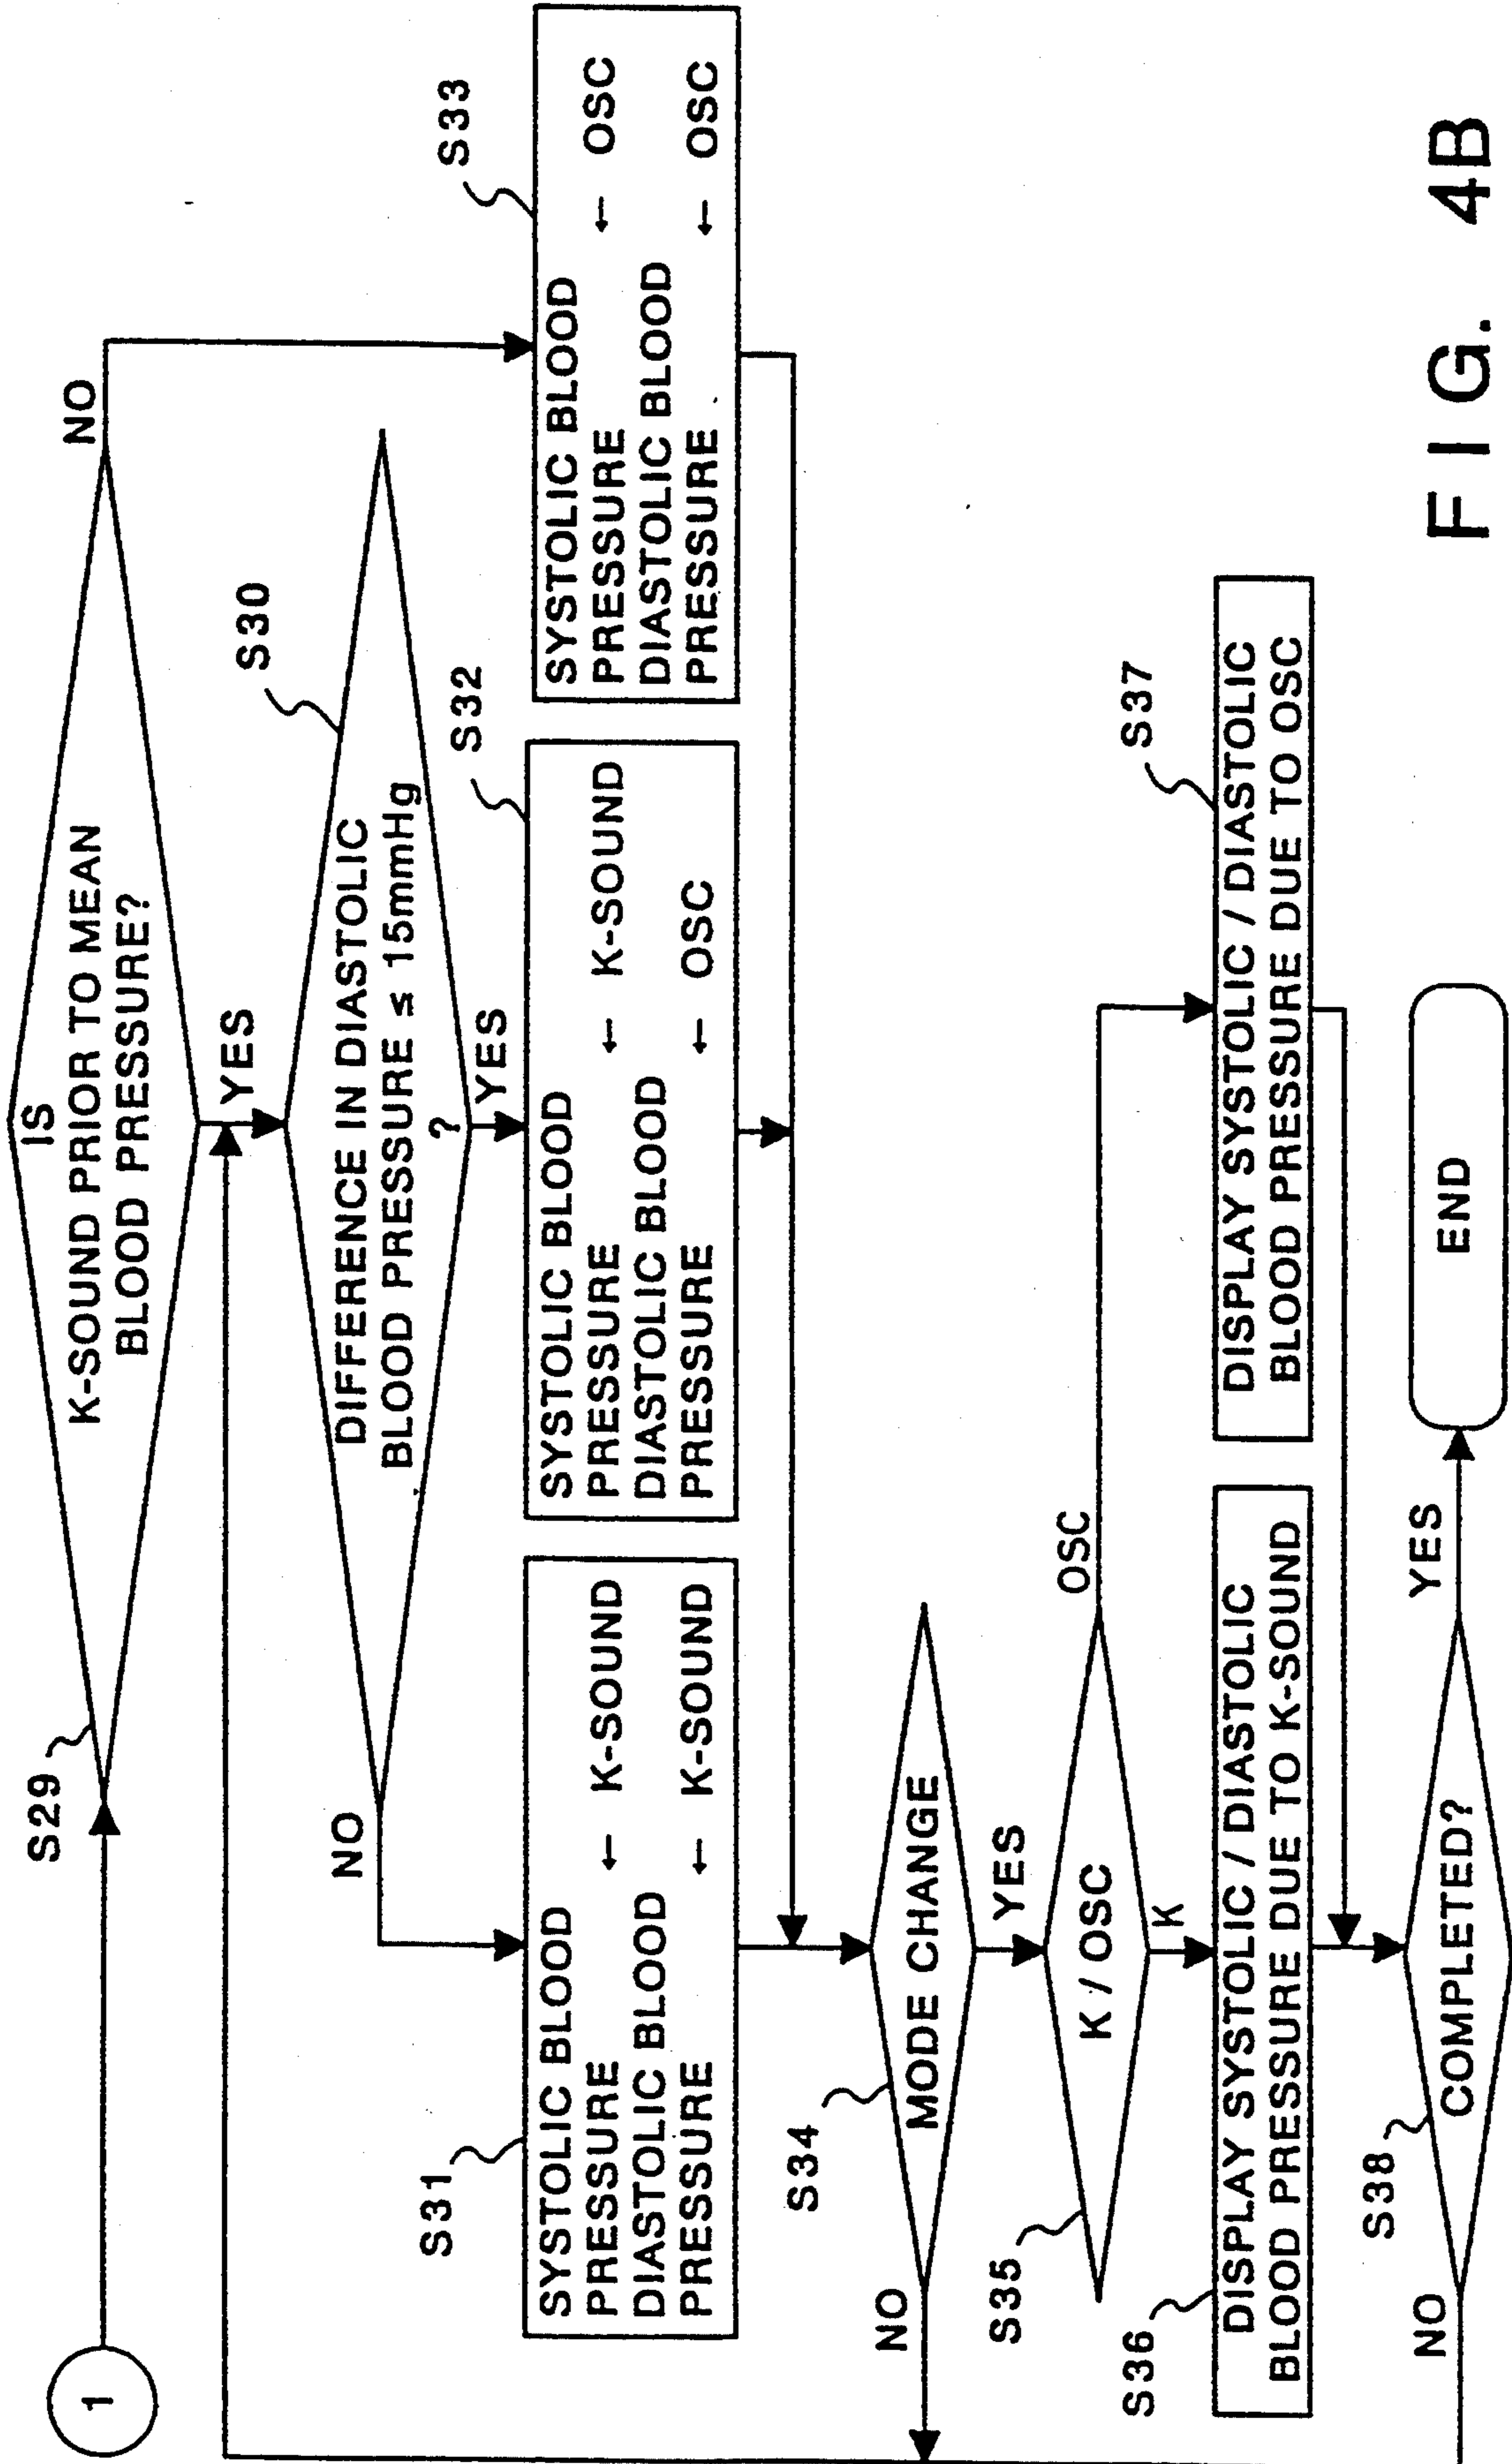 1
S29
IS
K-SOUND PRIOR TO MEAN
BLOOD PRESSURE?
NO
YES
S30
DIFFERENCE IN DIASTOLIC
BLOOD PRESSURE ≤ 15mmHg
?
NO
YES
S31
SYSTOLIC BLOOD
PRESSURE ← K-SOUND
DIASTOLIC BLOOD
PRESSURE ← K-SOUND
S32
SYSTOLIC BLOOD
PRESSURE ← K-SOUND
DIASTOLIC BLOOD
PRESSURE ← OSC
S33
SYSTOLIC BLOOD
PRESSURE ← OSC
DIASTOLIC BLOOD
PRESSURE ← OSC
S34
MODE CHANGE
NO
YES
S35
K / OSC
OSC
K
S36
DISPLAY SYSTOLIC / DIASTOLIC
BLOOD PRESSURE DUE TO K-SOUND
S37
DISPLAY SYSTOLIC / DIASTOLIC
BLOOD PRESSURE DUE TO OSC
S38
COMPLETED?
NO
YES
END
FIG. 4B